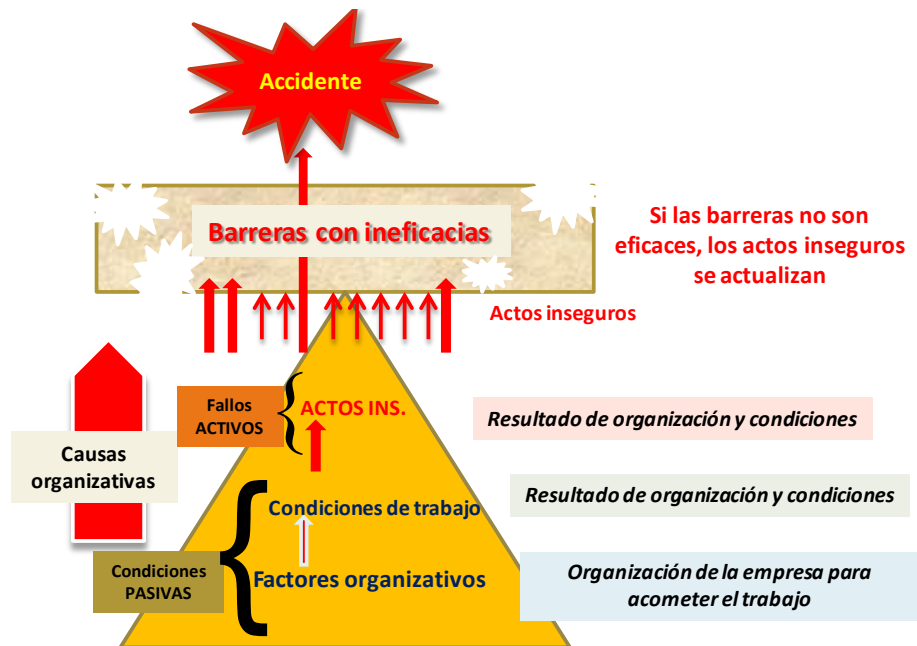 Accidente
Barreras con ineficacias
Si las barreras no son
eficaces, los actos inseguros
se actualizan
Actos inseguros
Fallos
ACTIVOS
ACTOS INS.
Resultado de organización y condiciones
Causas
organizativas
Condiciones de trabajo
Resultado de organización y condiciones
Condiciones
PASIVAS
Factores organizativos
Organización de la empresa para
acometer el trabajo